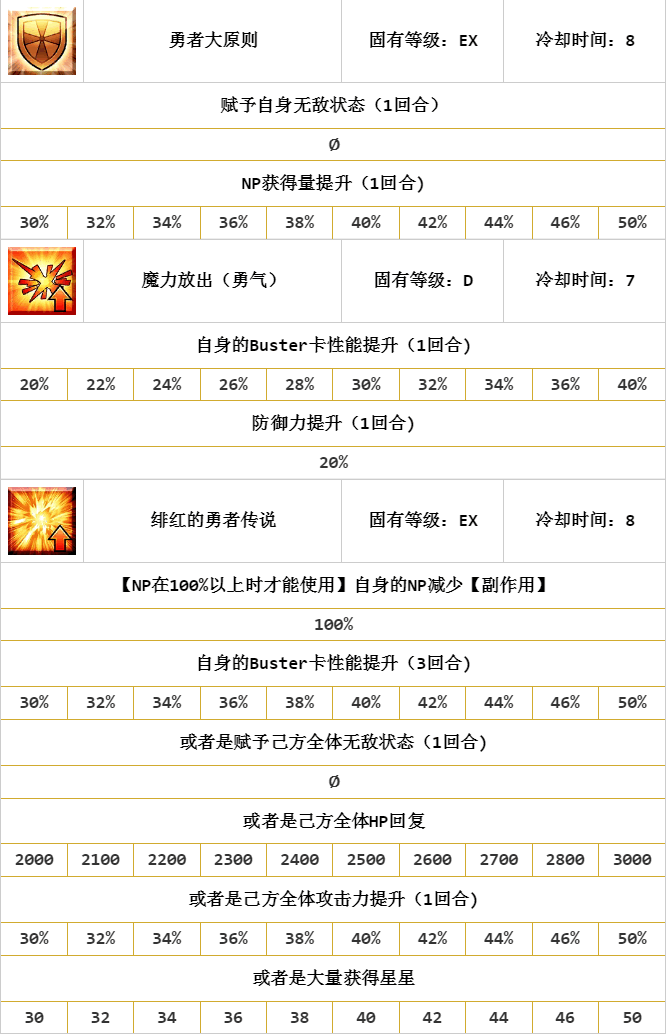 勇者大原则 固有等级：EX 冷却时间：8
赋予自身无敌状态（1回合）
Ø
NP获得量提升（1回合)
30% 32% 34% 36% 38% 40% 42% 44% 46% 50%
魔力放出（勇气） 固有等级：D 冷却时间：7
自身的Buster卡性能提升（1回合)
20% 22% 24% 26% 28% 30% 32% 34% 36% 40%
防御力提升（1回合)
20%
绯红的勇者传说 固有等级：EX 冷却时间：8
【NP在100%以上时才能使用】自身的NP减少【副作用】
100%
自身的Buster卡性能提升（3回合)
30% 32% 34% 36% 38% 40% 42% 44% 46% 50%
或者是赋予己方全体无敌状态（1回合)
Ø
或者是己方全体HP回复
2000 2100 2200 2300 2400 2500 2600 2700 2800 3000
或者是己方全体攻击力提升（1回合)
30% 32% 34% 36% 38% 40% 42% 44% 46% 50%
或者是大量获得星星
30 32 34 36 38 40 42 44 46 50